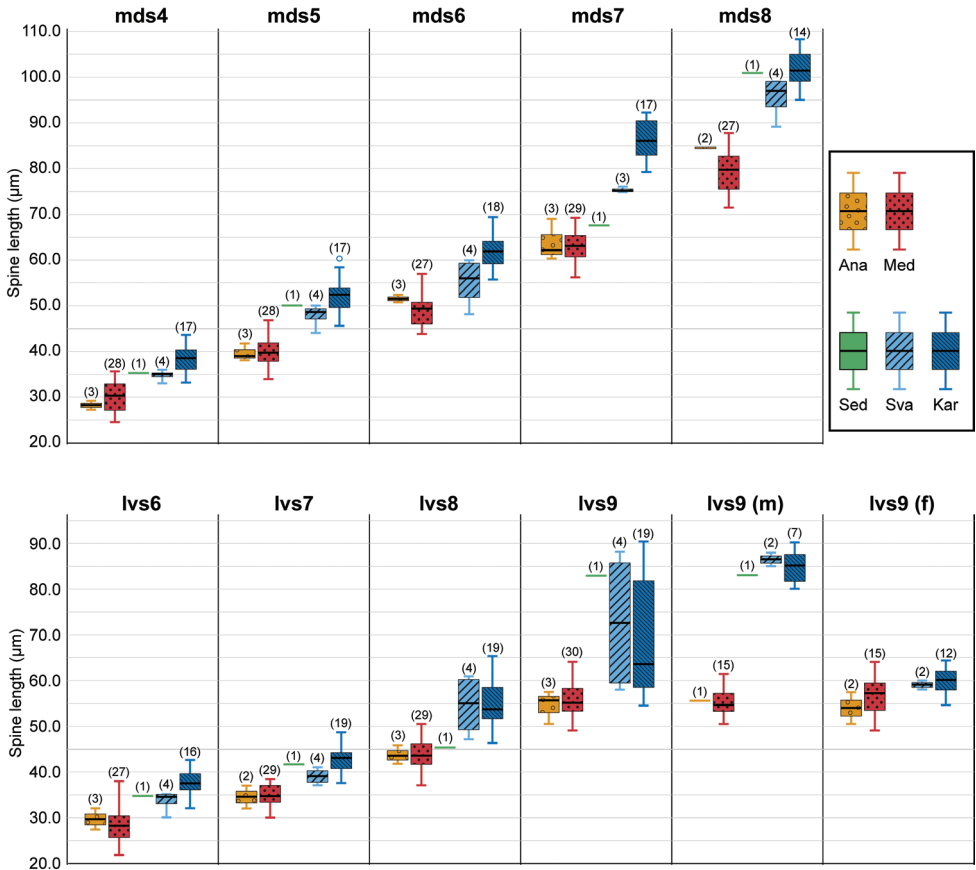 mds4 mds5 mds6 mds7 mds8
110.0
100.0
90.0
80.0
70.0
60.0
50.0
40.0
30.0
20.0
Spine length (µm)
(3) (28) (1) (4) (17)
(3) (28) (1) (4) (17)
(3) (27) (4) (18)
(3) (29) (1) (3) (17)
(2) (27) (1) (4) (14)
Ana Med
Sed Sva Kar
lvs6 lvs7 lvs8 lvs9 lvs9 (m) lvs9 (f)
90.0
80.0
70.0
60.0
50.0
40.0
30.0
20.0
Spine length (µm)
(3) (27) (1) (4) (16)
(2) (29) (1) (4) (19)
(3) (29) (1) (4) (19)
(3) (30) (1) (4) (19)
(1) (15) (1) (2) (7)
(2) (15) (2) (12)